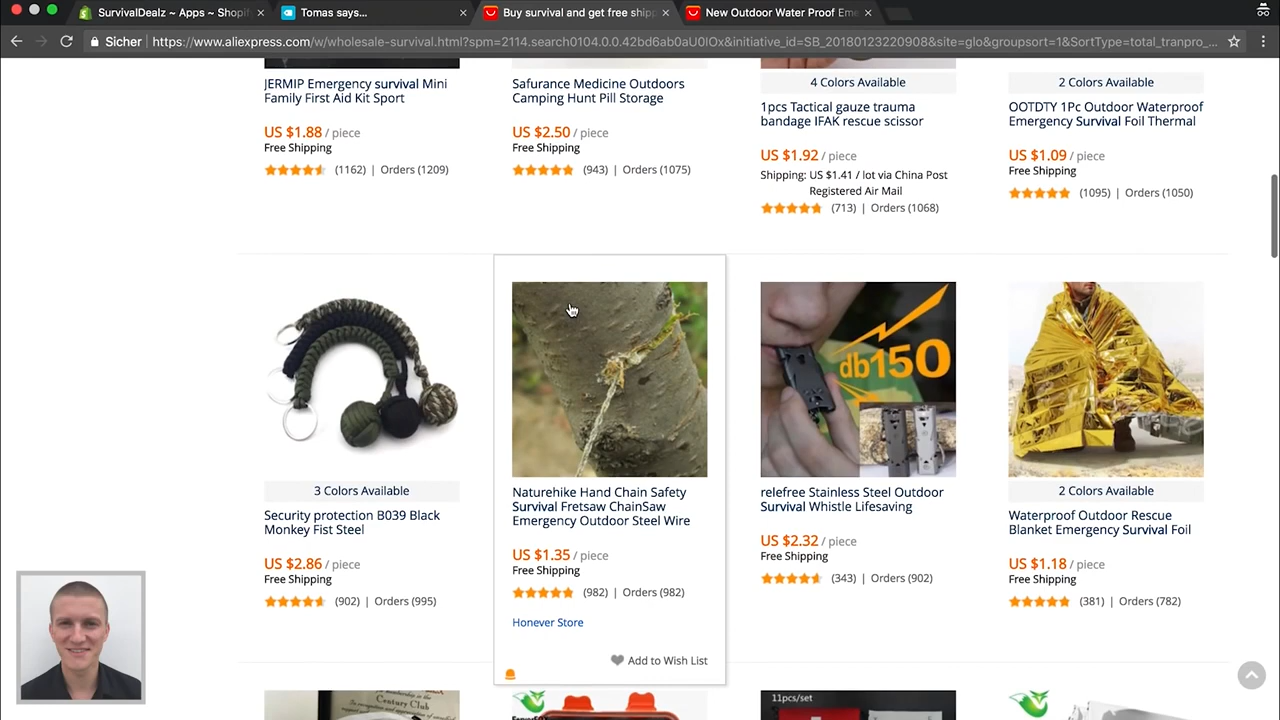 SurvivalDealz ~ Apps ~ Shopif
Tomas says...
Buy survival and get free shipp
New Outdoor Water Proof Eme
Sicher
https://www.aliexpress.com/w/wholesale-survival.html?spm=2114.search0104.0.0.42bd6ab0aU0IOx&initiative_id=SB_20180123220908&site=glo&groupsort=1&SortType=total_tranpro_...
JERMIP Emergency survival Mini
Family First Aid Kit Sport
US $1.88 / piece
Free Shipping
(1162) | Orders (1209)
Safurance Medicine Outdoors
Camping Hunt Pill Storage
US $2.50 / piece
Free Shipping
(943) | Orders (1075)
4 Colors Available
1pcs Tactical gauze trauma
bandage IFAK rescue scissor
US $1.92 / piece
Shipping: US $1.41 / lot via China Post
Registered Air Mail
(713) | Orders (1068)
2 Colors Available
OOTDTY 1Pc Outdoor Waterproof
Emergency Survival Foil Thermal
US $1.09 / piece
Free Shipping
(1095) | Orders (1050)
3 Colors Available
Security protection B039 Black
Monkey Fist Steel
US $2.86 / piece
Free Shipping
(902) | Orders (995)
Naturehike Hand Chain Safety
Survival Fretsaw ChainSaw
Emergency Outdoor Steel Wire
US $1.35 / piece
Free Shipping
(982) | Orders (982)
Honever Store
Add to Wish List
db150
relefree Stainless Steel Outdoor
Survival Whistle Lifesaving
US $2.32 / piece
Free Shipping
(343) | Orders (902)
2 Colors Available
Waterproof Outdoor Rescue
Blanket Emergency Survival Foil
US $1.18 / piece
Free Shipping
(381) | Orders (782)
Century Club
11pcs/set